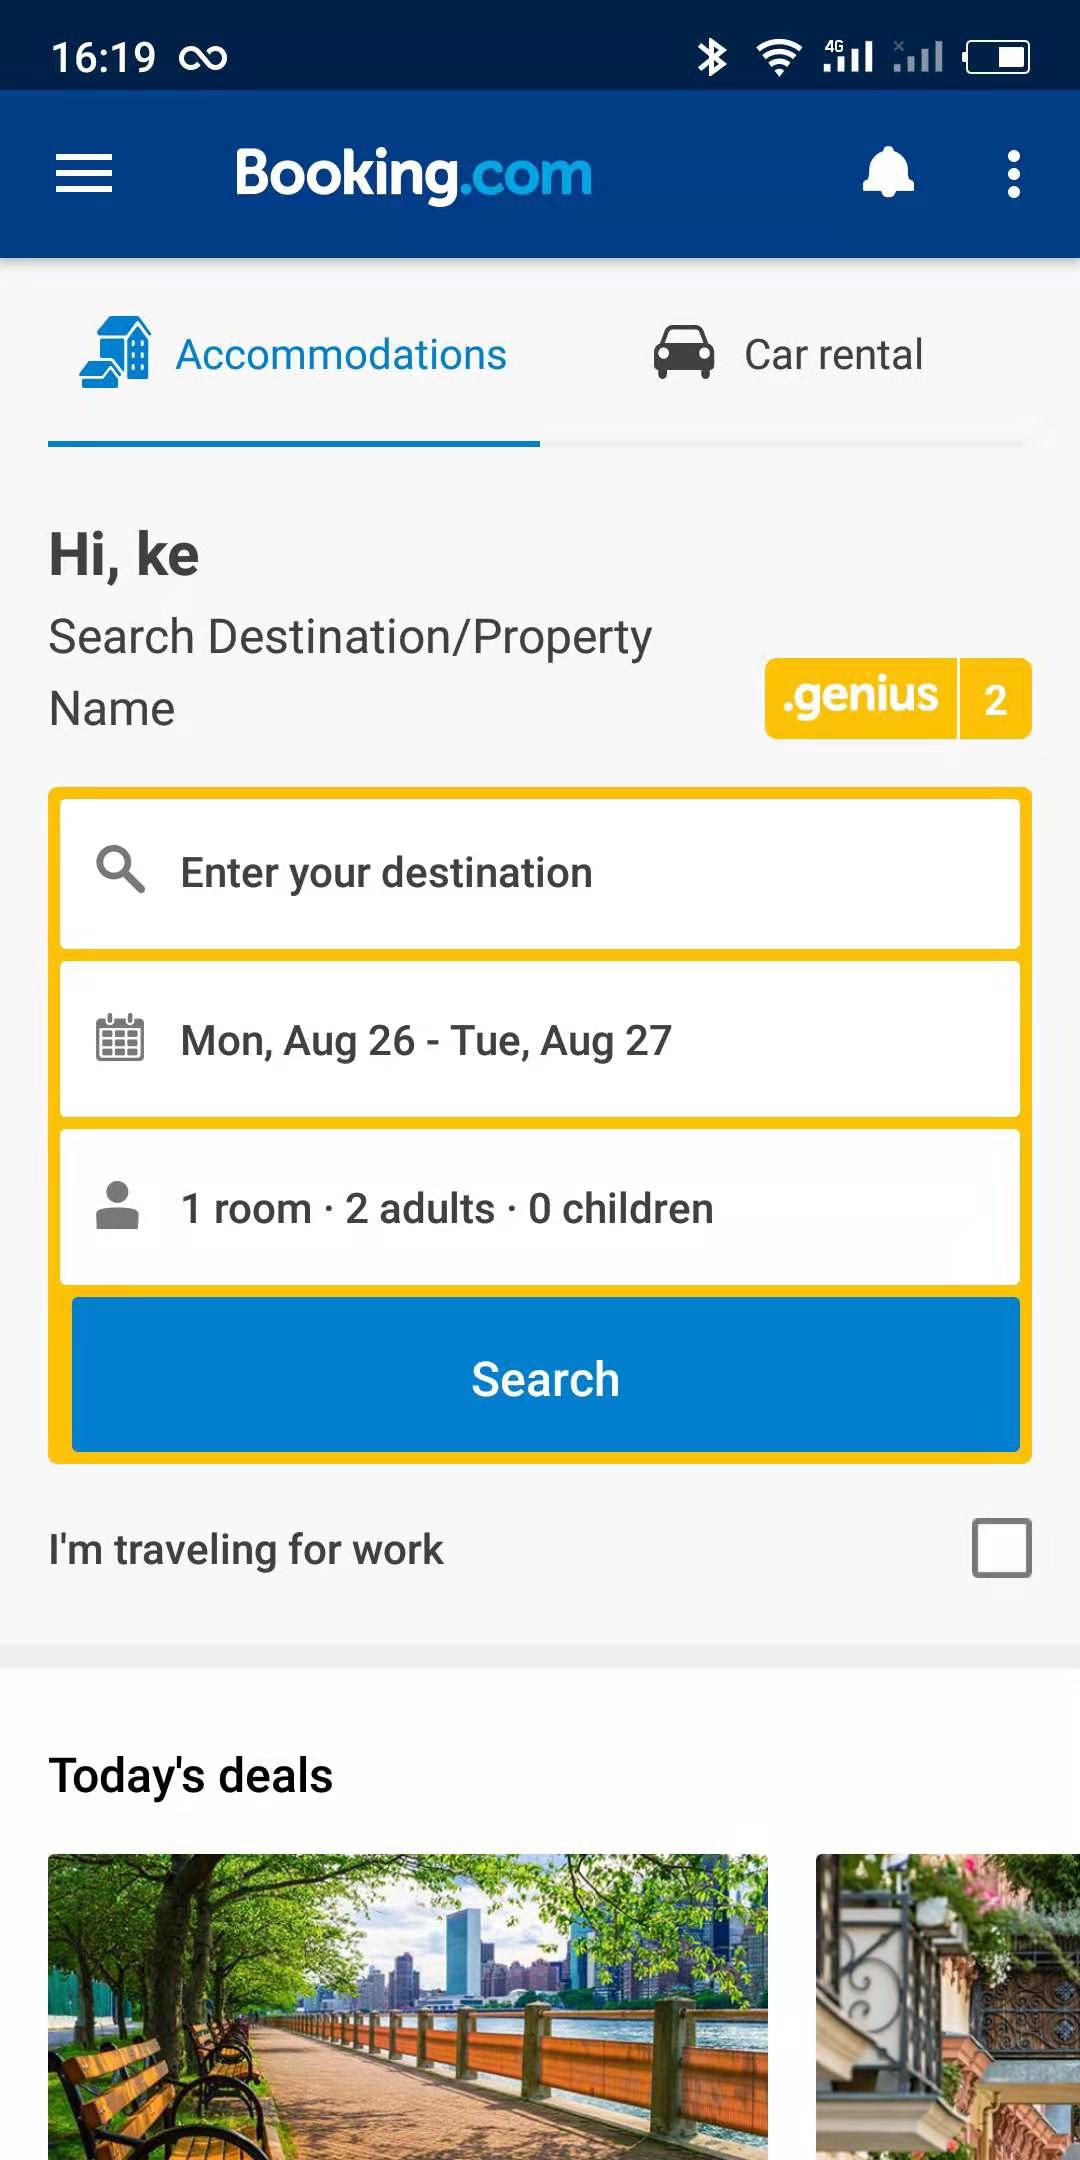 16:19
4G
Booking.com
Accommodations
Car rental
Hi, ke
Search Destination/Property
Name
.genius 2
Enter your destination
Mon, Aug 26 - Tue, Aug 27
1 room · 2 adults · 0 children
Search
I'm traveling for work
Today's deals